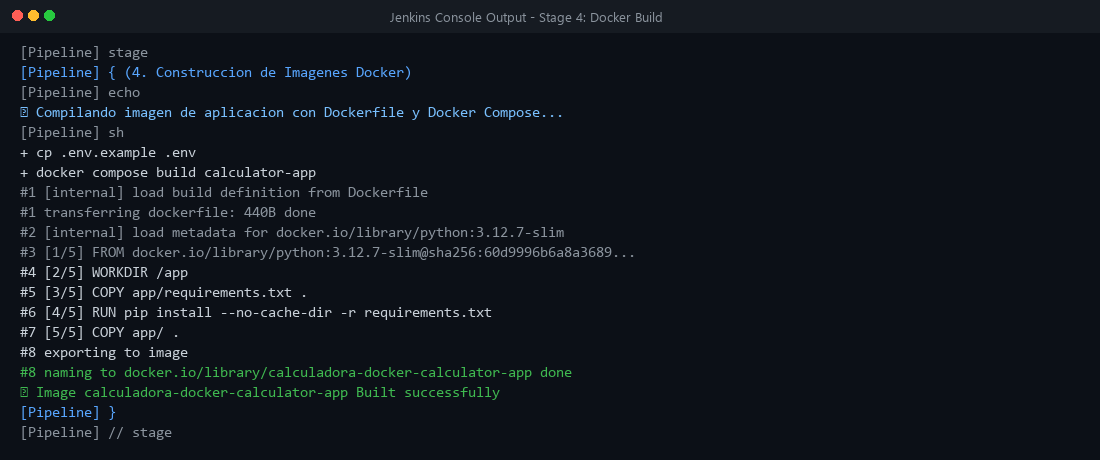 Jenkins Console Output - Stage 4: Docker Build
[Pipeline] stage
[Pipeline] { (4. Construccion de Imagenes Docker)
[Pipeline] echo
Compilando imagen de aplicacion con Dockerfile y Docker Compose...
[Pipeline] sh
+ cp .env.example .env
+ docker compose build calculator-app
#1 [internal] load build definition from Dockerfile
#1 transferring dockerfile: 440B done
#2 [internal] load metadata for docker.io/library/python:3.12.7-slim
#3 [1/5] FROM docker.io/library/python:3.12.7-slim@sha256:60d9996b6a8a3689...
#4 [2/5] WORKDIR /app
#5 [3/5] COPY app/requirements.txt .
#6 [4/5] RUN pip install --no-cache-dir -r requirements.txt
#7 [5/5] COPY app/ .
#8 exporting to image
#8 naming to docker.io/library/calculadora-docker-calculator-app done
Image calculadora-docker-calculator-app Built successfully
[Pipeline] }
[Pipeline] // stage